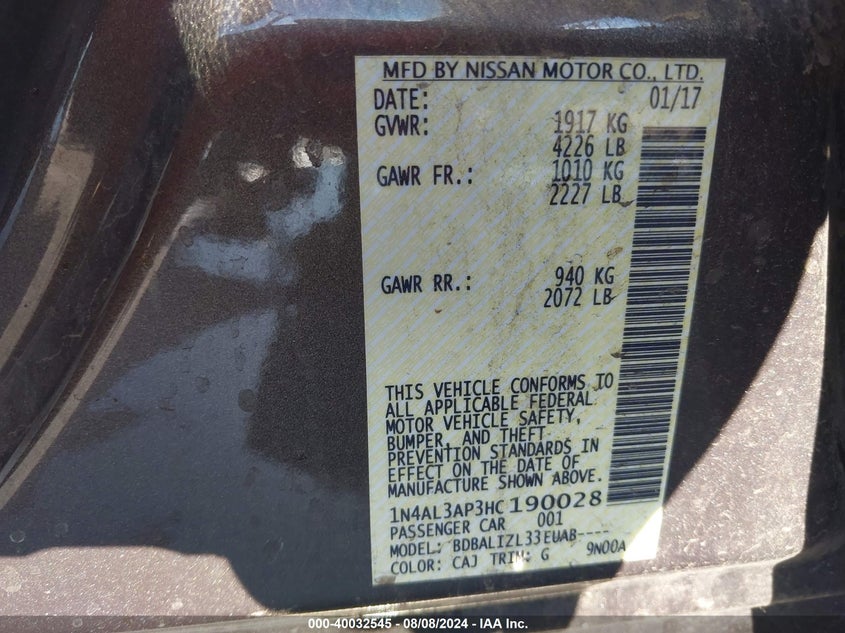 MFD BY NISSAN MOTOR CO., LTD.
DATE: 01/17
GVWR: 1917 KG
4226 LB
GAWR FR.: 1010 KG
2227 LB
GAWR RR.: 940 KG
2072 LB
THIS VEHICLE CONFORMS TO
ALL APPLICABLE FEDERAL
MOTOR VEHICLE SAFETY,
BUMPER, AND THEFT
PREVENTION STANDARDS IN
EFFECT ON THE DATE OF
MANUFACTURE SHOWN ABOVE.
1N4AL3AP3HC190028
PASSENGER CAR 001
MODEL: BDBALIZL33EUAB----
COLOR: CAJ TRIM: G 9N00A
000-40032545 - 08/08/2024 - IAA Inc.